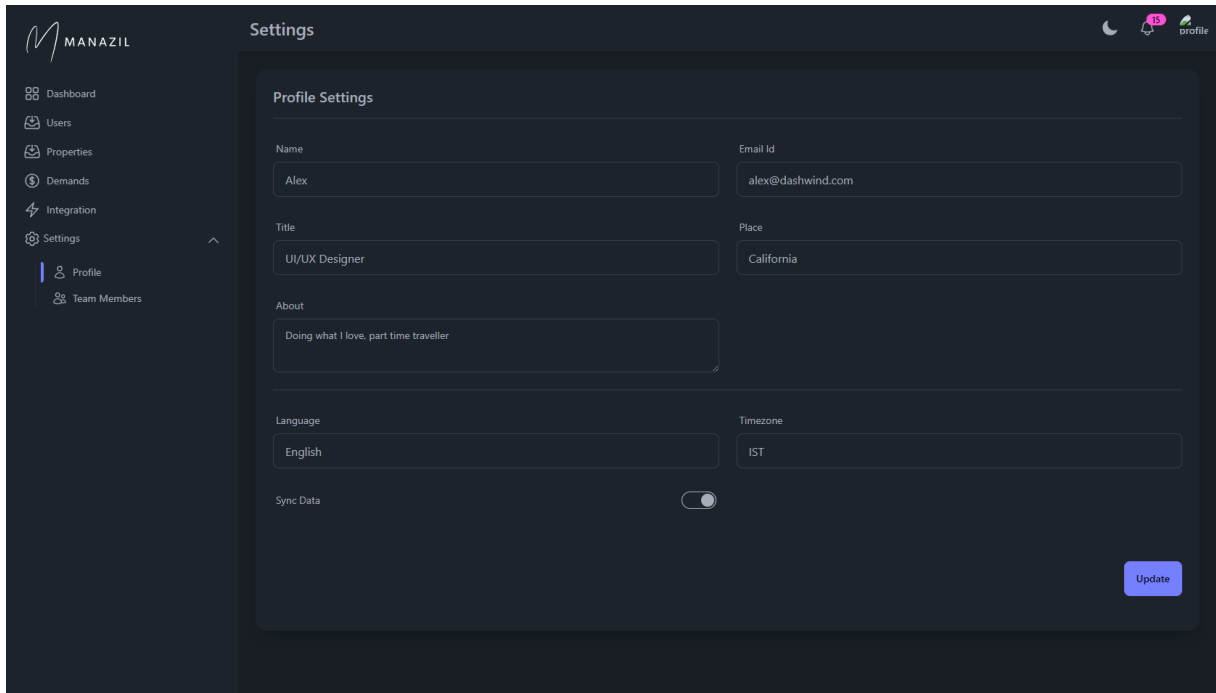 MANAZIL
Dashboard
Users
Properties
Demands
Integration
Settings
Profile
Team Members
Settings
15
profile
Profile Settings
Name Email Id
Alex alex@dashwind.com
Title Place
UI/UX Designer California
About
Doing what I love, part time traveller
Language Timezone
English IST
Sync Data
Update